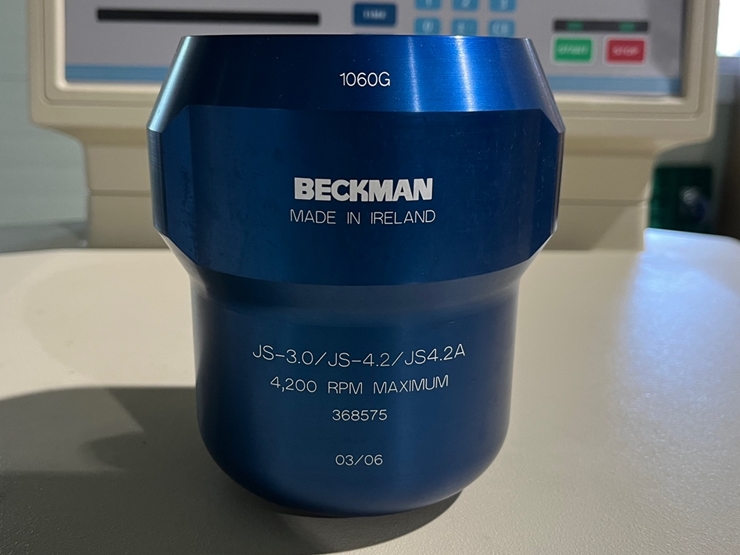 START
STOP
1060G
BECKMAN
MADE IN IRELAND
JS-3.0/JS-4.2/JS4.2A
4,200 RPM MAXIMUM
368575
03/06